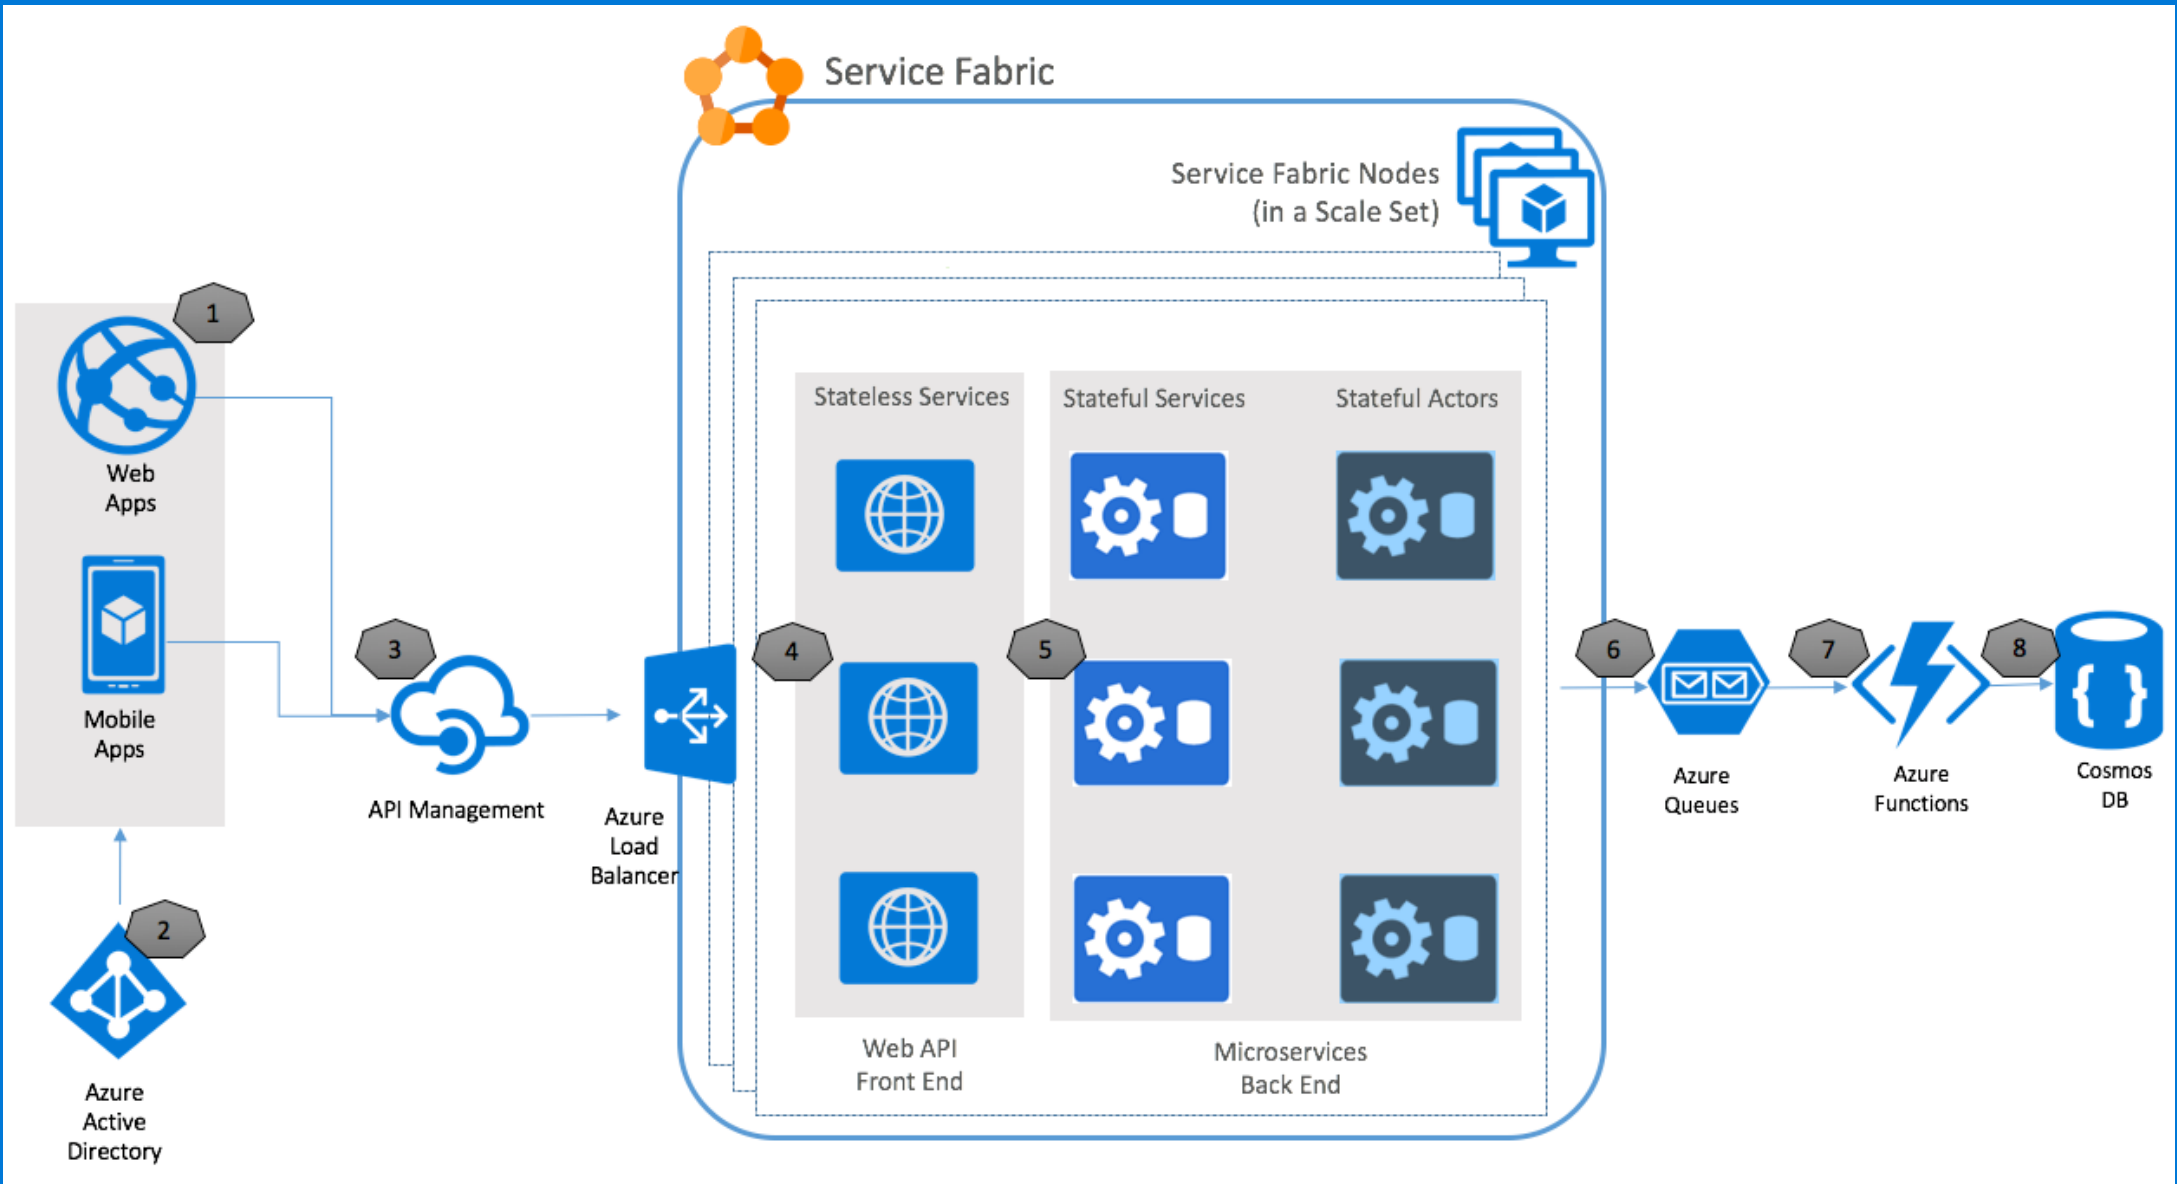 Service Fabric
Service Fabric Nodes
(in a Scale Set)
1
Web
Apps
Mobile
Apps
2
Azure
Active
Directory
3
API Management
Azure
Load
Balancer
4
Stateless Services
Web API
Front End
5
Stateful Services
Stateful Actors
Microservices
Back End
6
Azure
Queues
7
Azure
Functions
8
Cosmos
DB